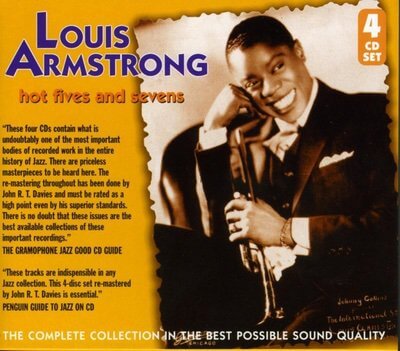 LOUIS
ARMSTRONG
hot fives and sevens
4
CD
SET
"These four CDs contain what is
undoubtably one of the most important
bodies of recorded work in the entire
history of Jazz. There are priceless
masterpieces to be heard here. The
re-mastering throughout has been done by
John R. T. Davies and must be rated as a
high point even by his superior standards.
There is no doubt that these issues are the
best available collections of these
important recordings."
THE GRAMOPHONE JAZZ GOOD CD GUIDE
"These tracks are indispensible in any
Jazz collection. This 4-disc set re-mastered
by John R. T. Davies is essential."
PENGUIN GUIDE TO JAZZ ON CD
Johnny Collins
The International
CHICAGO
THE COMPLETE COLLECTION IN THE BEST POSSIBLE SOUND QUALITY